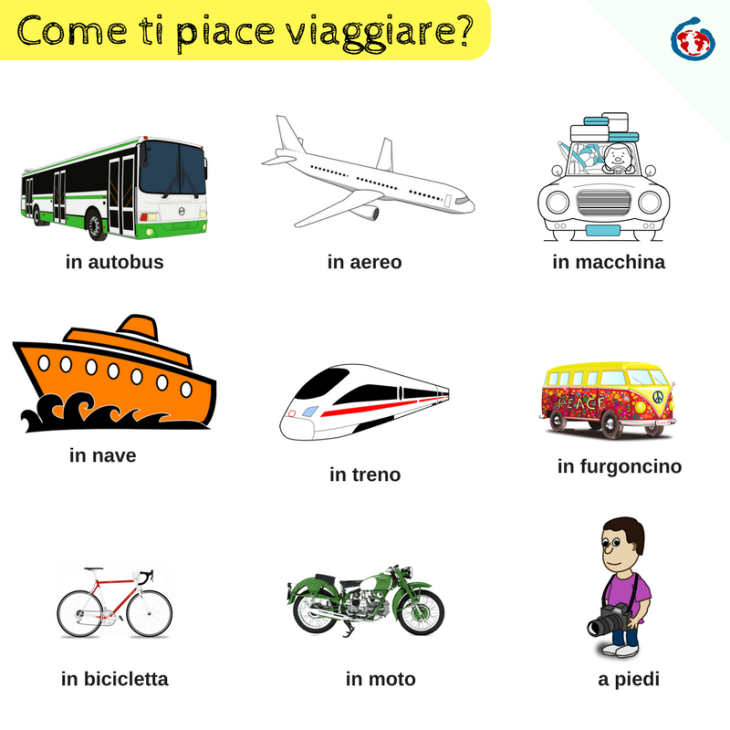 Come ti piace viaggiare?
in autobus
in aereo
in macchina
in nave
in treno
PEACE
in furgoncino
in bicicletta
in moto
a piedi